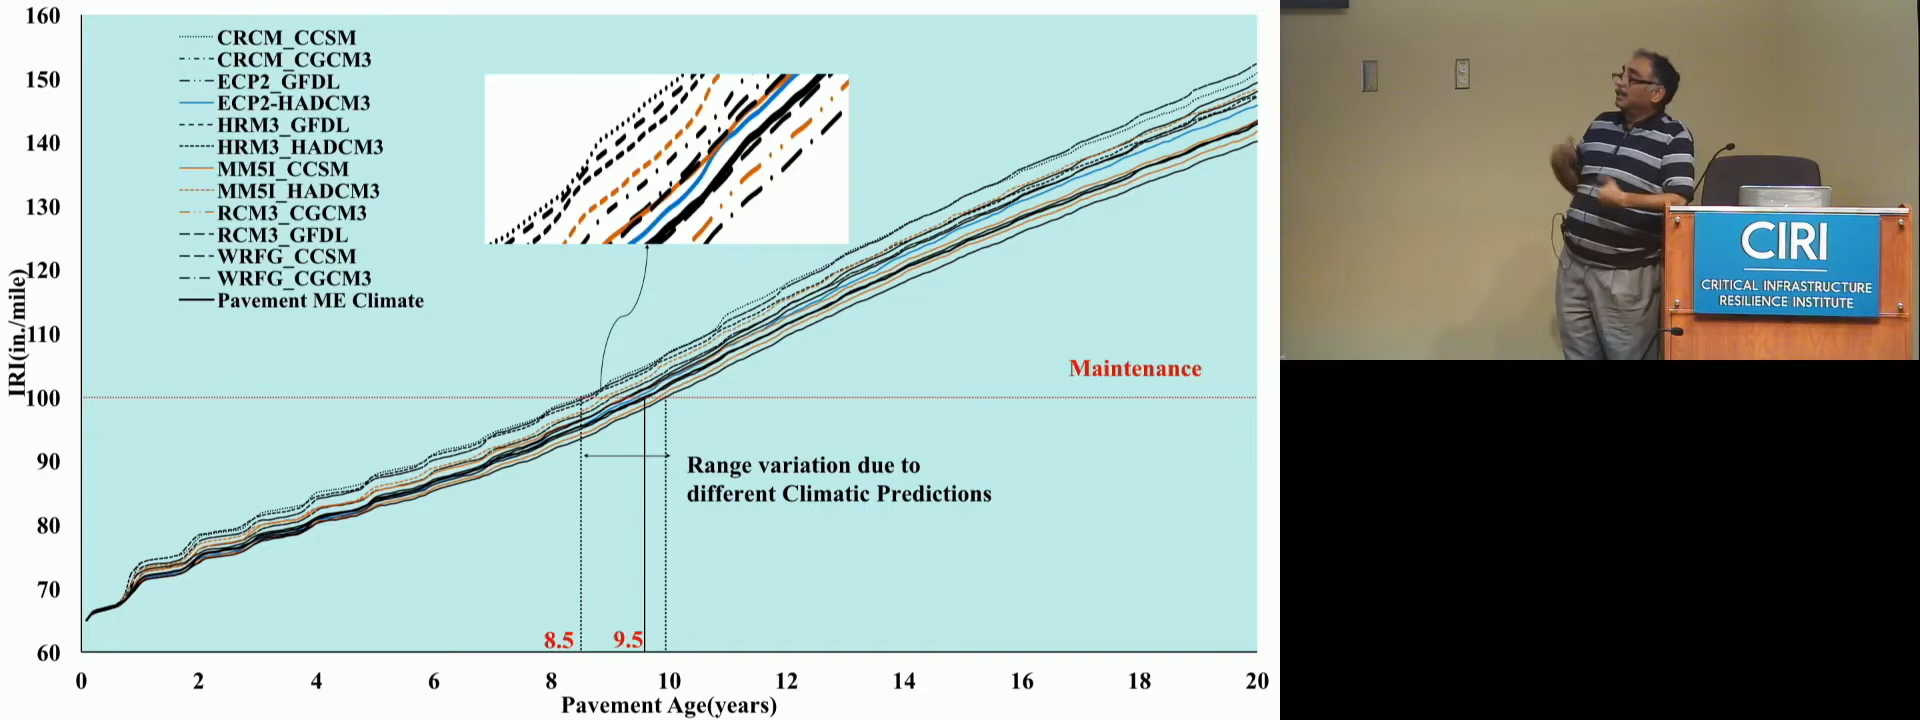 160
150
140
130
120
110
100
90
80
70
60
IRI(in./mile)
CRCM_CCSM
CRCM_CGCM3
ECP2_GFDL
ECP2-HADCM3
HRM3_GFDL
HRM3_HADCM3
MM5I_CCSM
MM5I_HADCM3
RCM3_CGCM3
RCM3_GFDL
WRFG_CCSM
WRFG_CGCM3
Pavement ME Climate
Maintenance
Range variation due to
different Climatic Predictions
8.5
9.5
0 2 4 6 8 10 12 14 16 18 20
Pavement Age(years)
CIRI
CRITICAL INFRASTRUCTURE
RESILIENCE INSTITUTE